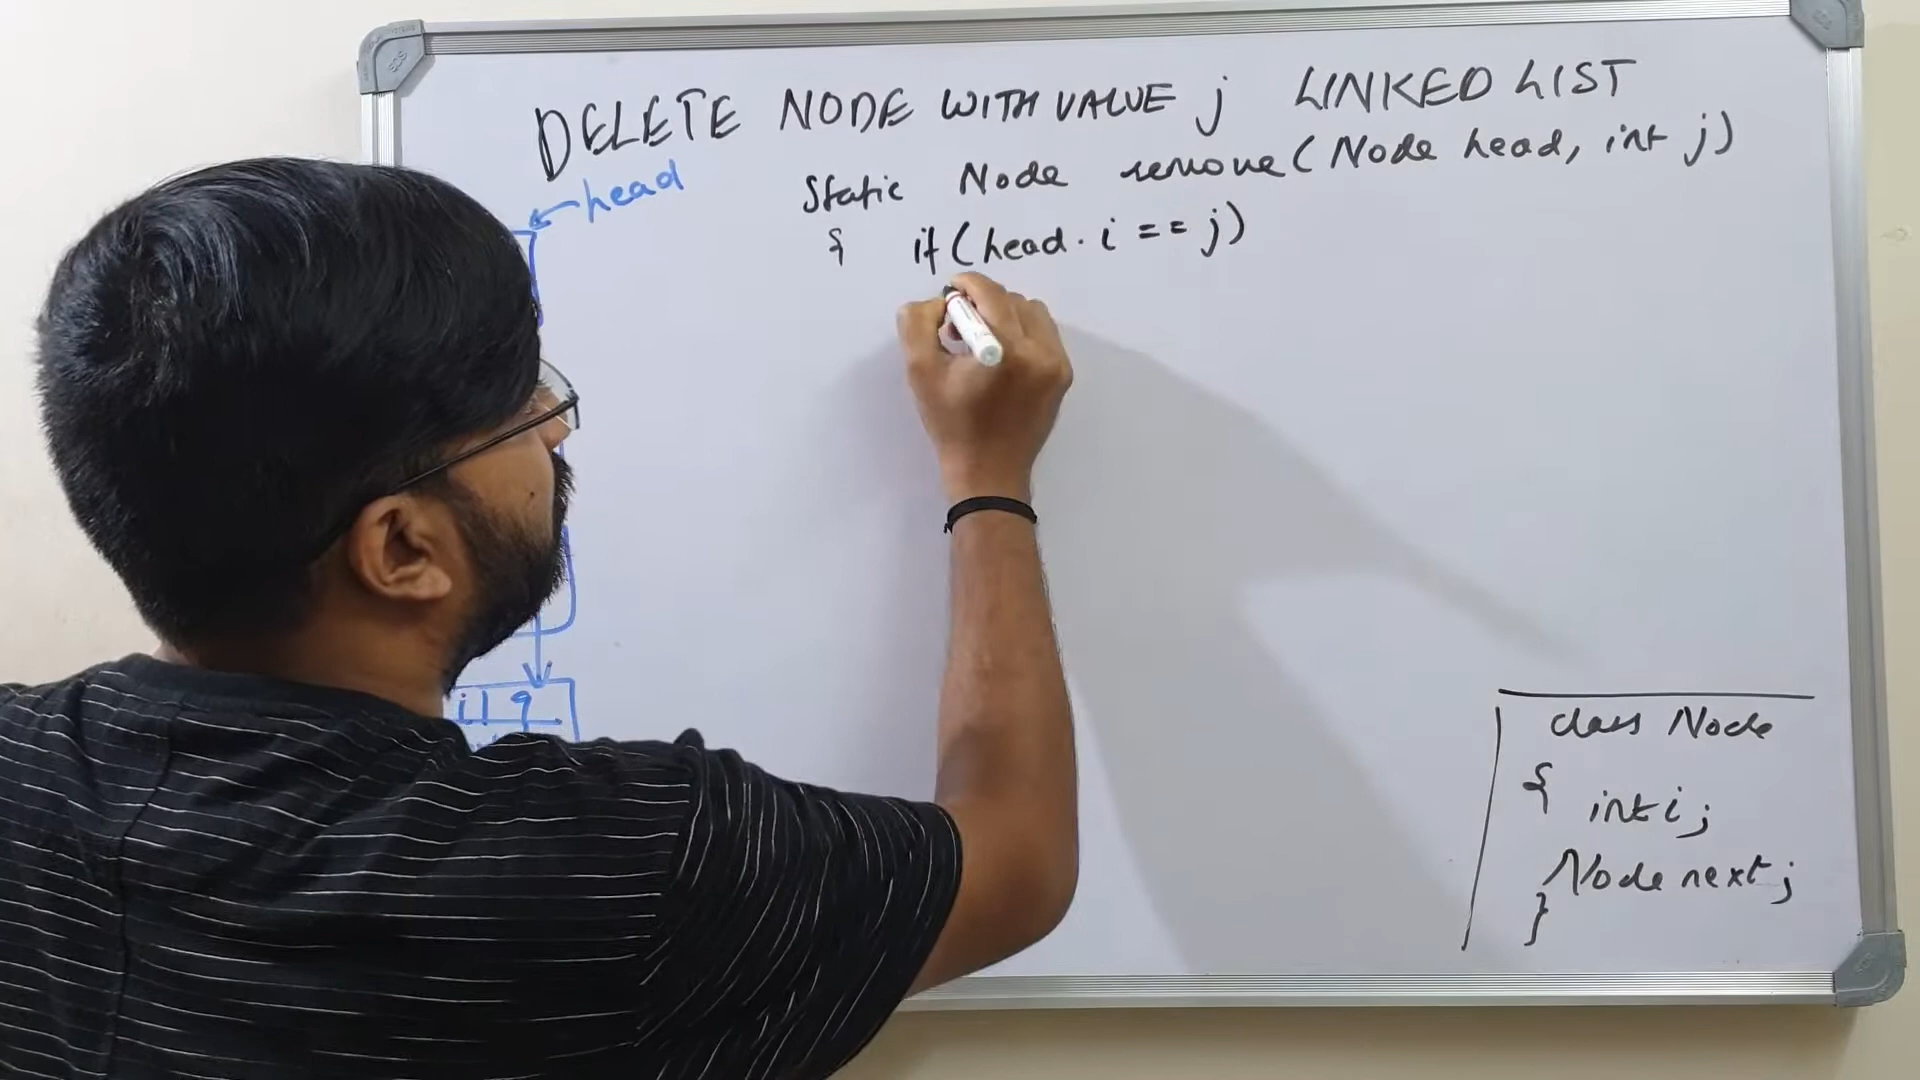 DELETE NODE WITH VALUE j LINKED LIST
head
Static Node remove(Node head, int j)
{ if(head.i == j)
i | 9
class Node
{ int i;
Node next;
}